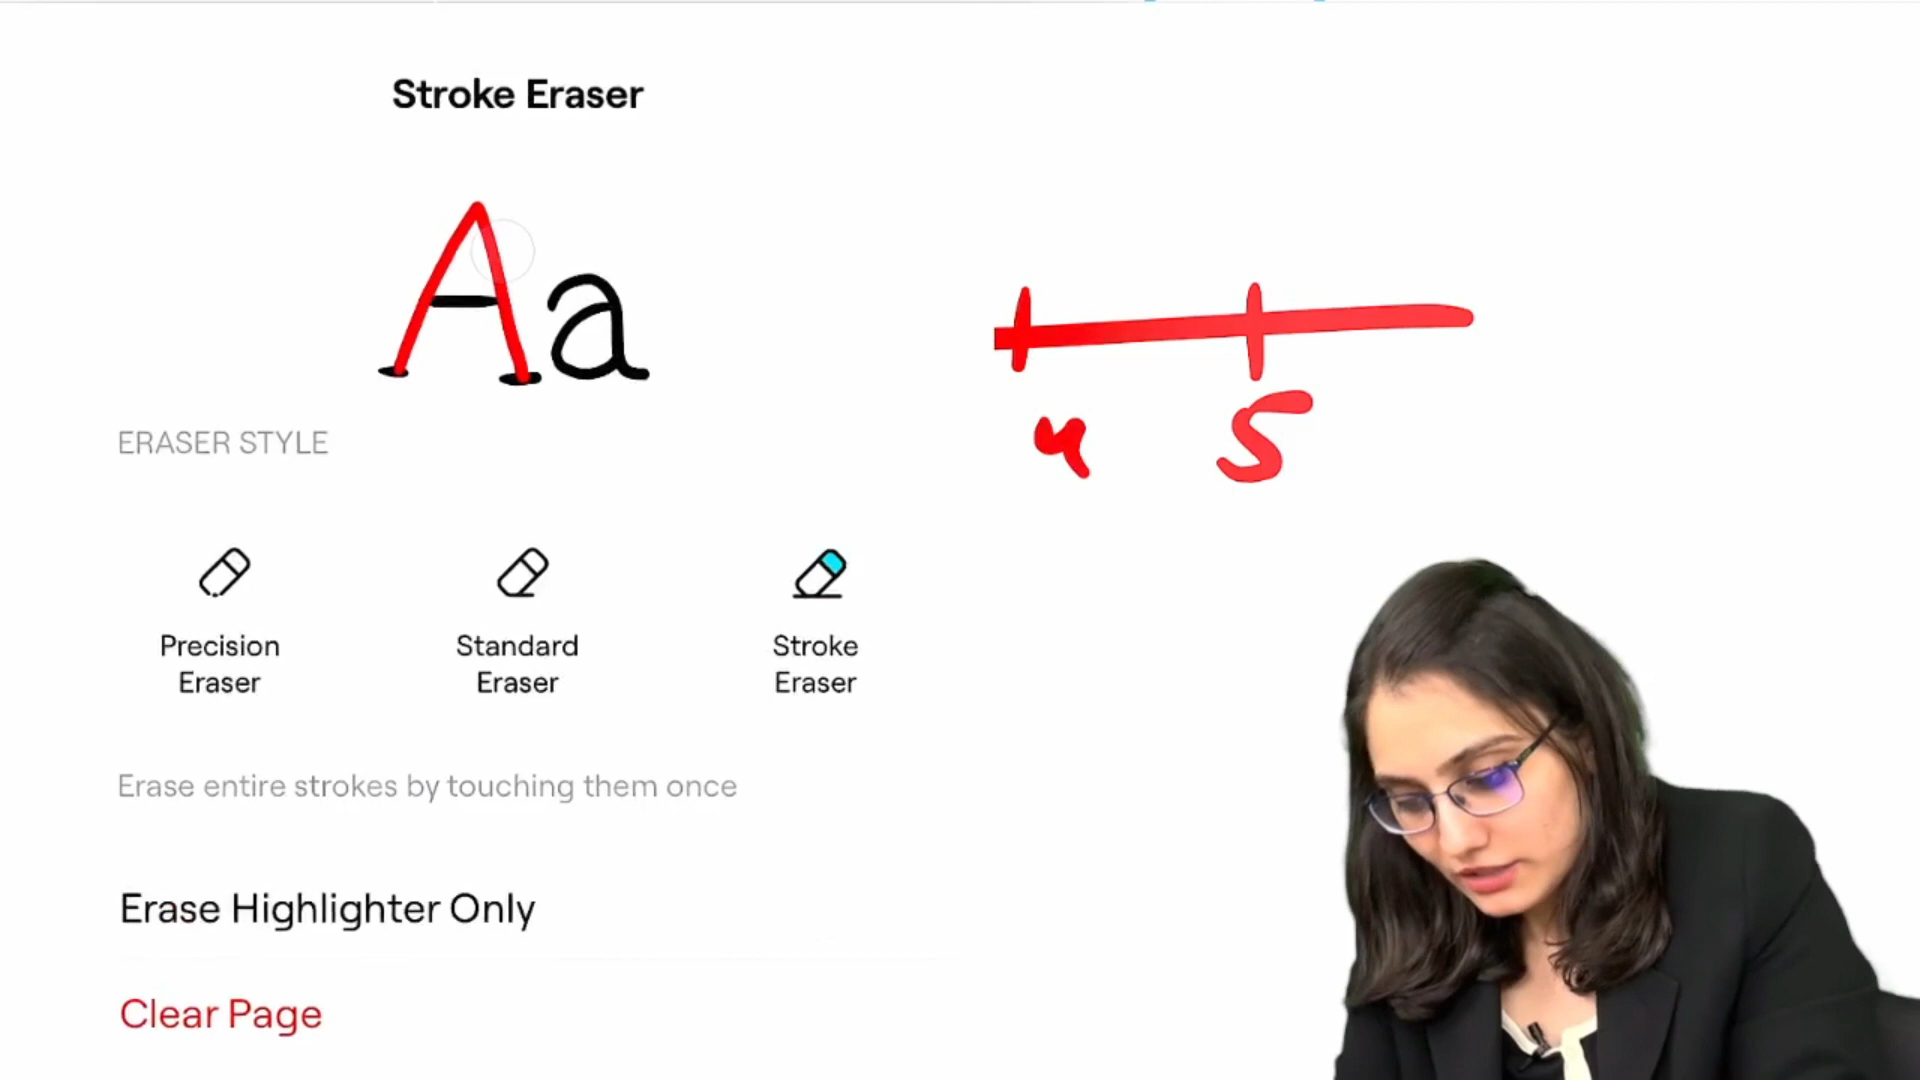 Stroke Eraser
Aa
4 5
ERASER STYLE
Precision Eraser
Standard Eraser
Stroke Eraser
Erase entire strokes by touching them once
Erase Highlighter Only
Clear Page